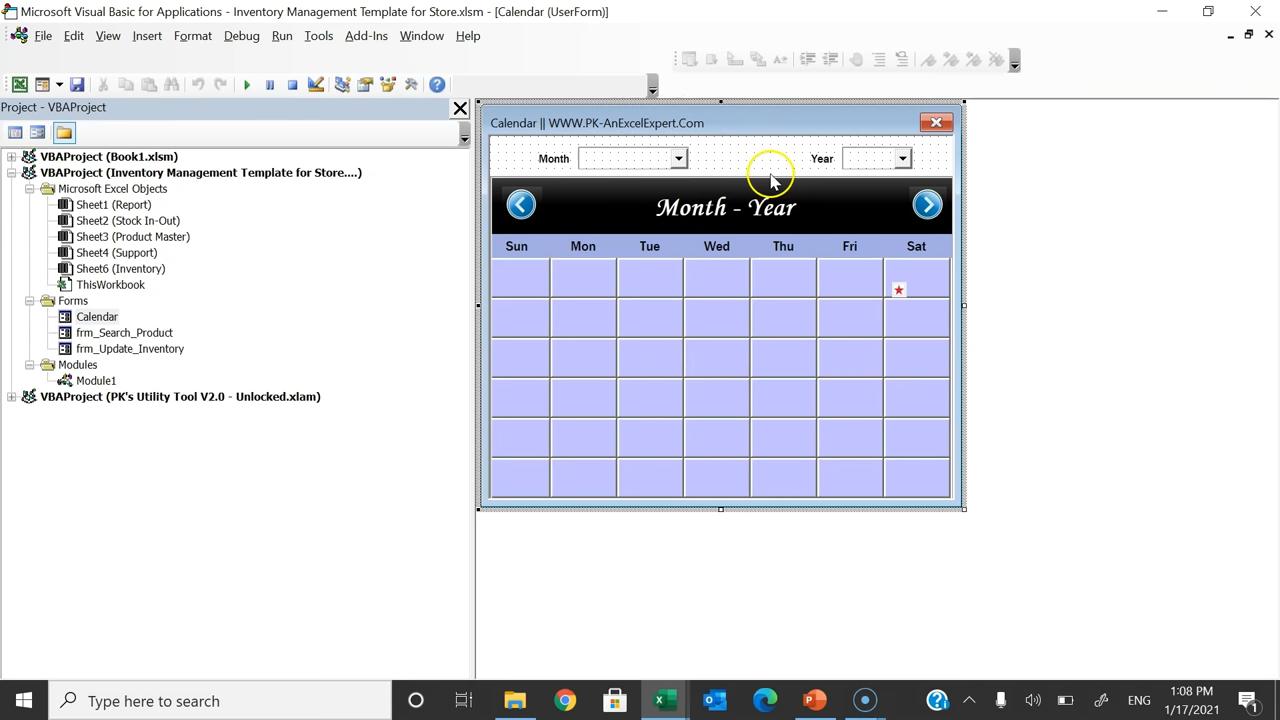 Microsoft Visual Basic for Applications - Inventory Management Template for Store.xlsm - [Calendar (UserForm)]
File Edit View Insert Format Debug Run Tools Add-Ins Window Help
Project - VBAProject
VBAProject (Book1.xlsm)
VBAProject (Inventory Management Template for Store....)
Microsoft Excel Objects
Sheet1 (Report)
Sheet2 (Stock In-Out)
Sheet3 (Product Master)
Sheet4 (Support)
Sheet6 (Inventory)
ThisWorkbook
Forms
Calendar
frm_Search_Product
frm_Update_Inventory
Modules
Module1
VBAProject (PK's Utility Tool V2.0 - Unlocked.xlam)
Calendar || WWW.PK-AnExcelExpert.Com
Month Year
Month - Year
Sun Mon Tue Wed Thu Fri Sat
Type here to search
ENG
1:08 PM
1/17/2021
1